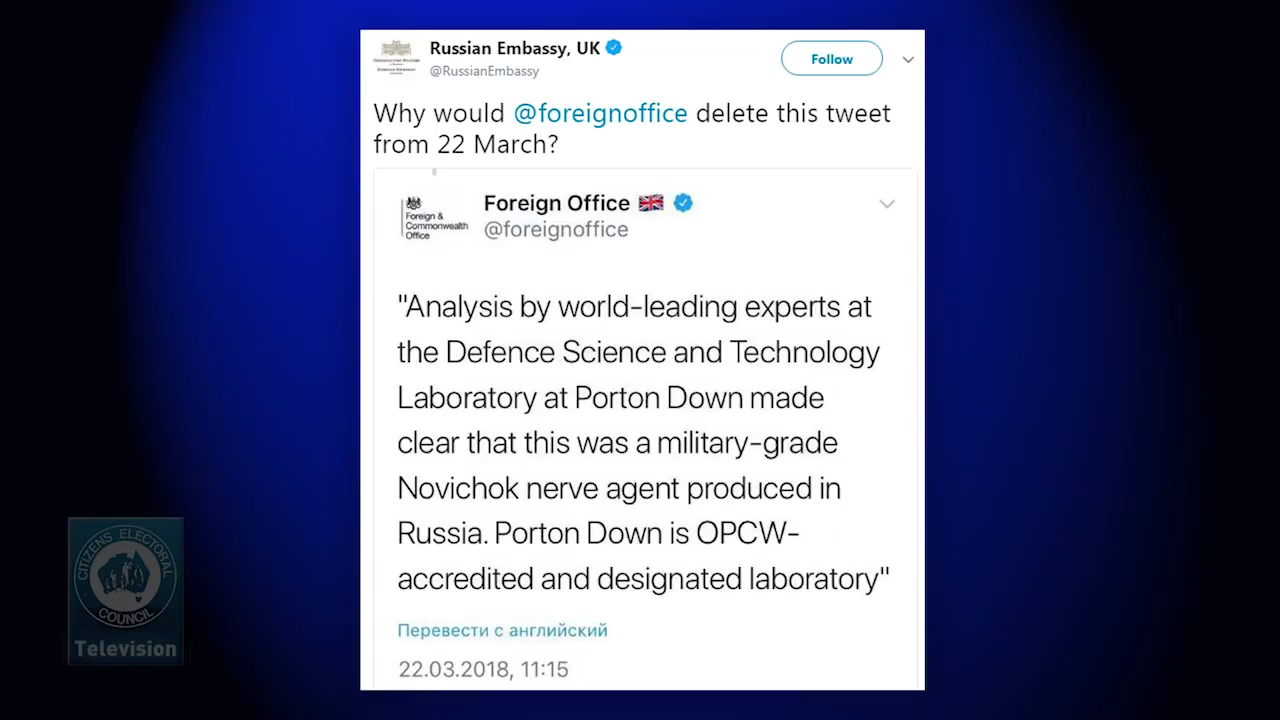 Russian Embassy, UK
@RussianEmbassy
Follow
Why would @foreignoffice delete this tweet
from 22 March?
Foreign &
Commonwealth
Office
Foreign Office
@foreignoffice
"Analysis by world-leading experts at
the Defence Science and Technology
Laboratory at Porton Down made
clear that this was a military-grade
Novichok nerve agent produced in
Russia. Porton Down is OPCW-
accredited and designated laboratory"
Перевести с английский
22.03.2018, 11:15
CITIZENS ELECTORAL
COUNCIL
Television